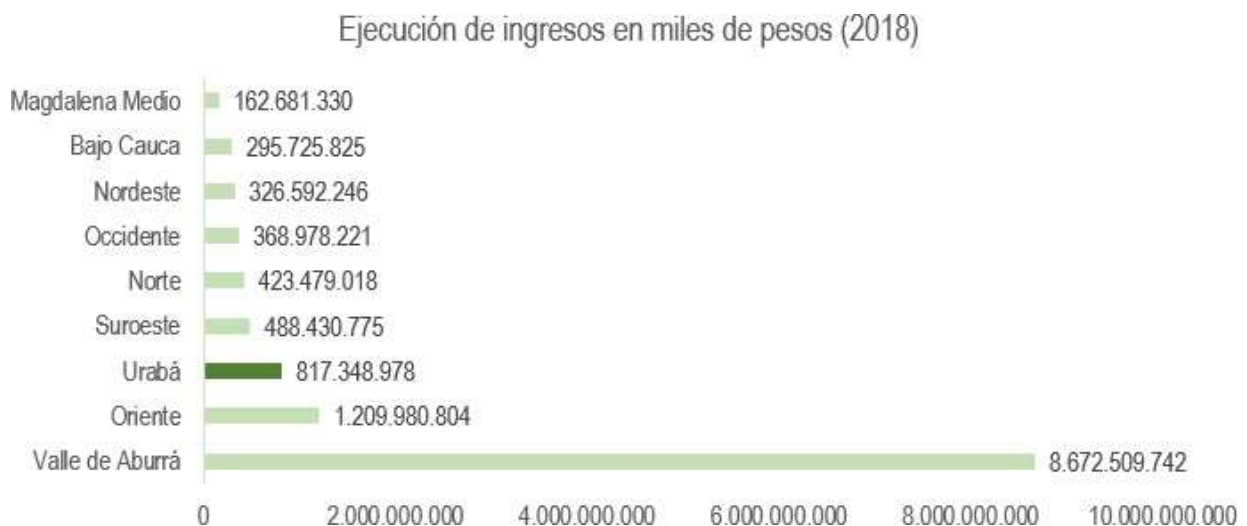 Ejecución de ingresos en miles de pesos (2018)
Magdalena Medio 162.681.330
Bajo Cauca 295.725.825
Nordeste 326.592.246
Occidente 368.978.221
Norte 423.479.018
Suroeste 488.430.775
Urabá 817.348.978
Oriente 1.209.980.804
Valle de Aburrá 8.672.509.742
0 2.000.000.000 4.000.000.000 6.000.000.000 8.000.000.000 10.000.000.000